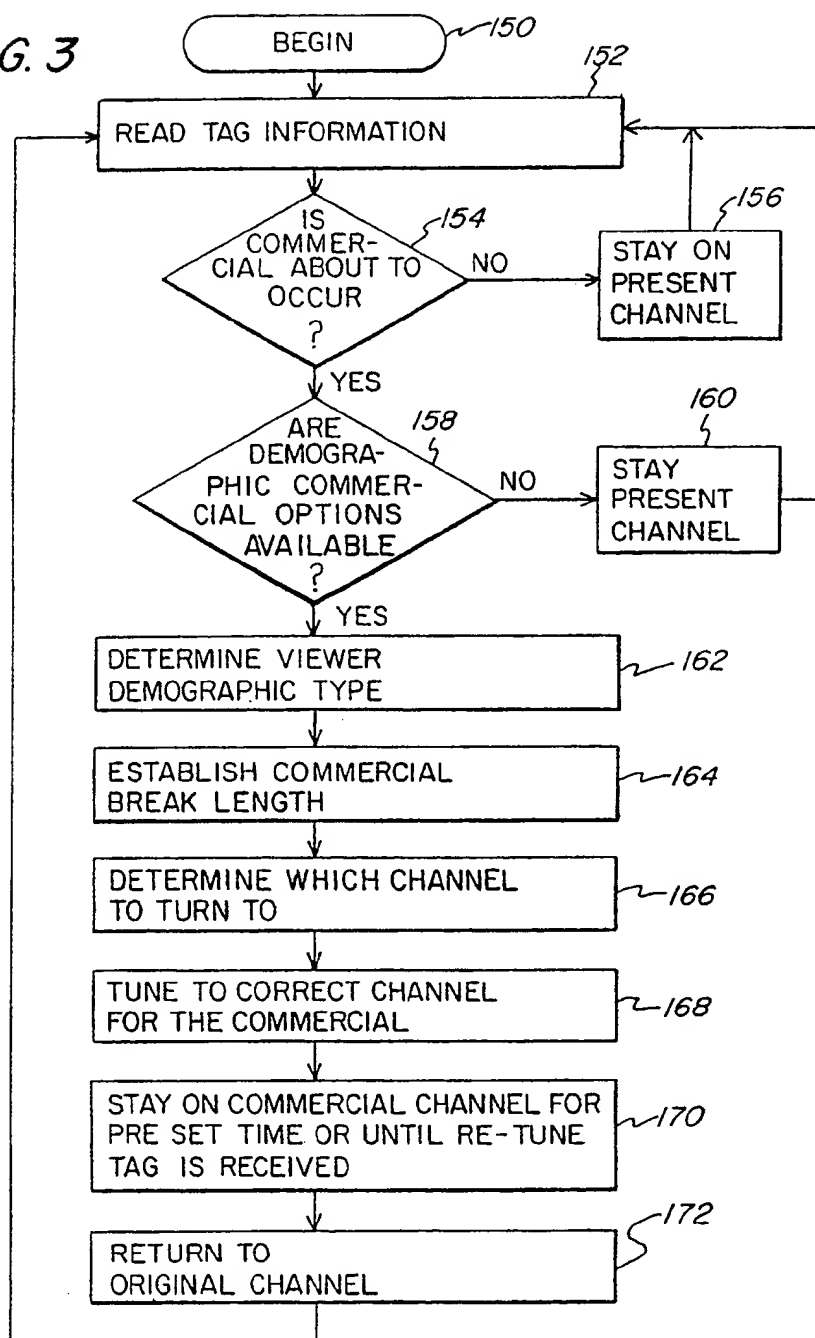 G. 3
BEGIN
150
152
READ TAG INFORMATION
IS
COMMER-
CIAL ABOUT TO
OCCUR
?
154
NO
156
STAY ON
PRESENT
CHANNEL
YES
ARE
DEMOGRA-
PHIC COMMER-
CIAL OPTIONS
AVAILABLE
?
158
NO
160
STAY
PRESENT
CHANNEL
YES
DETERMINE VIEWER
DEMOGRAPHIC TYPE
162
ESTABLISH COMMERCIAL
BREAK LENGTH
164
DETERMINE WHICH CHANNEL
TO TURN TO
166
TUNE TO CORRECT CHANNEL
FOR THE COMMERCIAL
168
STAY ON COMMERCIAL CHANNEL FOR
PRE SET TIME OR UNTIL RE-TUNE
TAG IS RECEIVED
170
RETURN TO
ORIGINAL CHANNEL
172